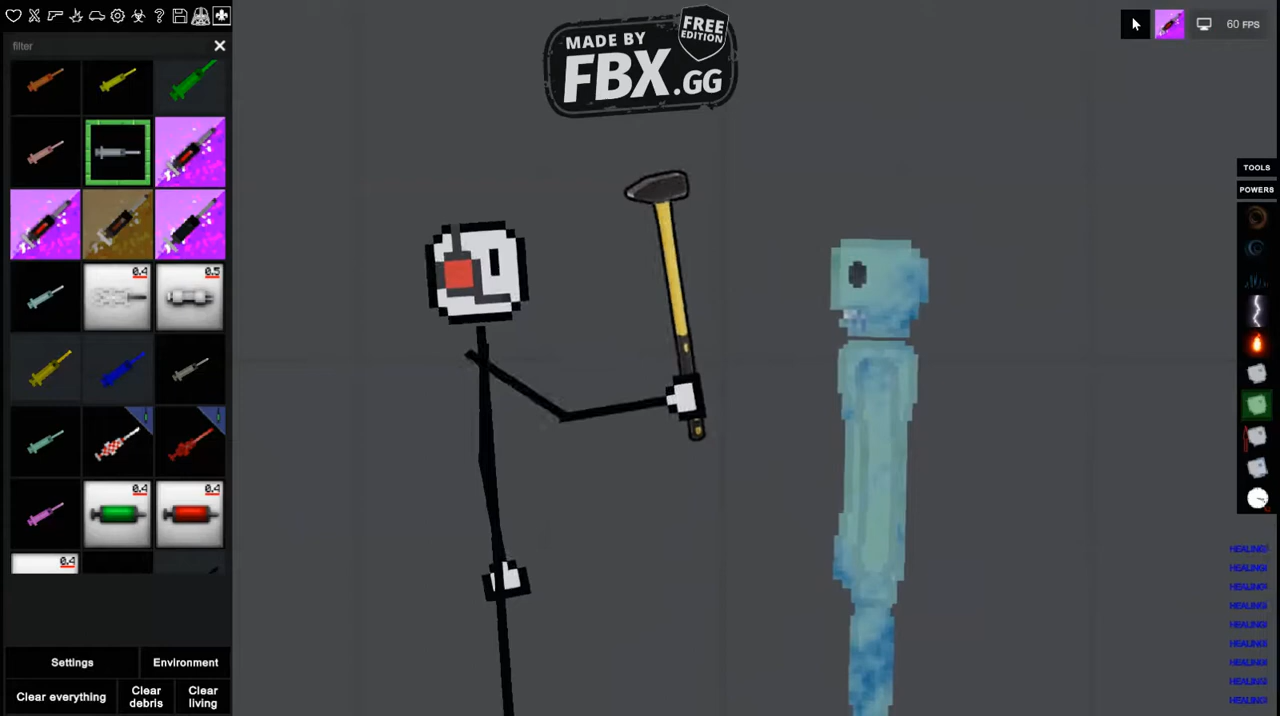 filter
MADE BY
FBX.GG
FREE
EDITION
60 FPS
TOOLS
POWERS
0.4
0.5
0.4
0.4
0.4
Settings
Environment
Clear everything
Clear
debris
Clear
living
HEALING!
HEALING!
HEALING!
HEALING!
HEALING!
HEALING!
HEALING!
HEALING!
HEALING!